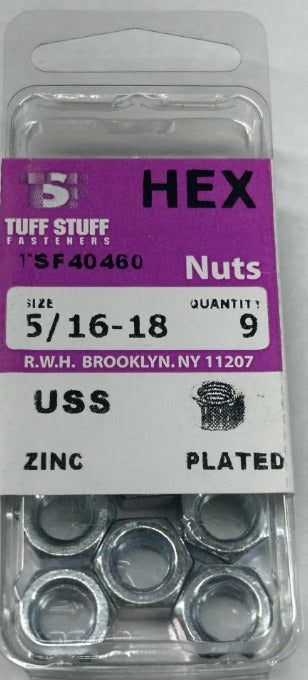 TS
HEX
TUFF STUFF
FASTENERS
TSF40460
Nuts
SIZE QUANTITY
5/16-18 9
R.W.H. BROOKLYN.NY 11207
USS
ZINC PLATED